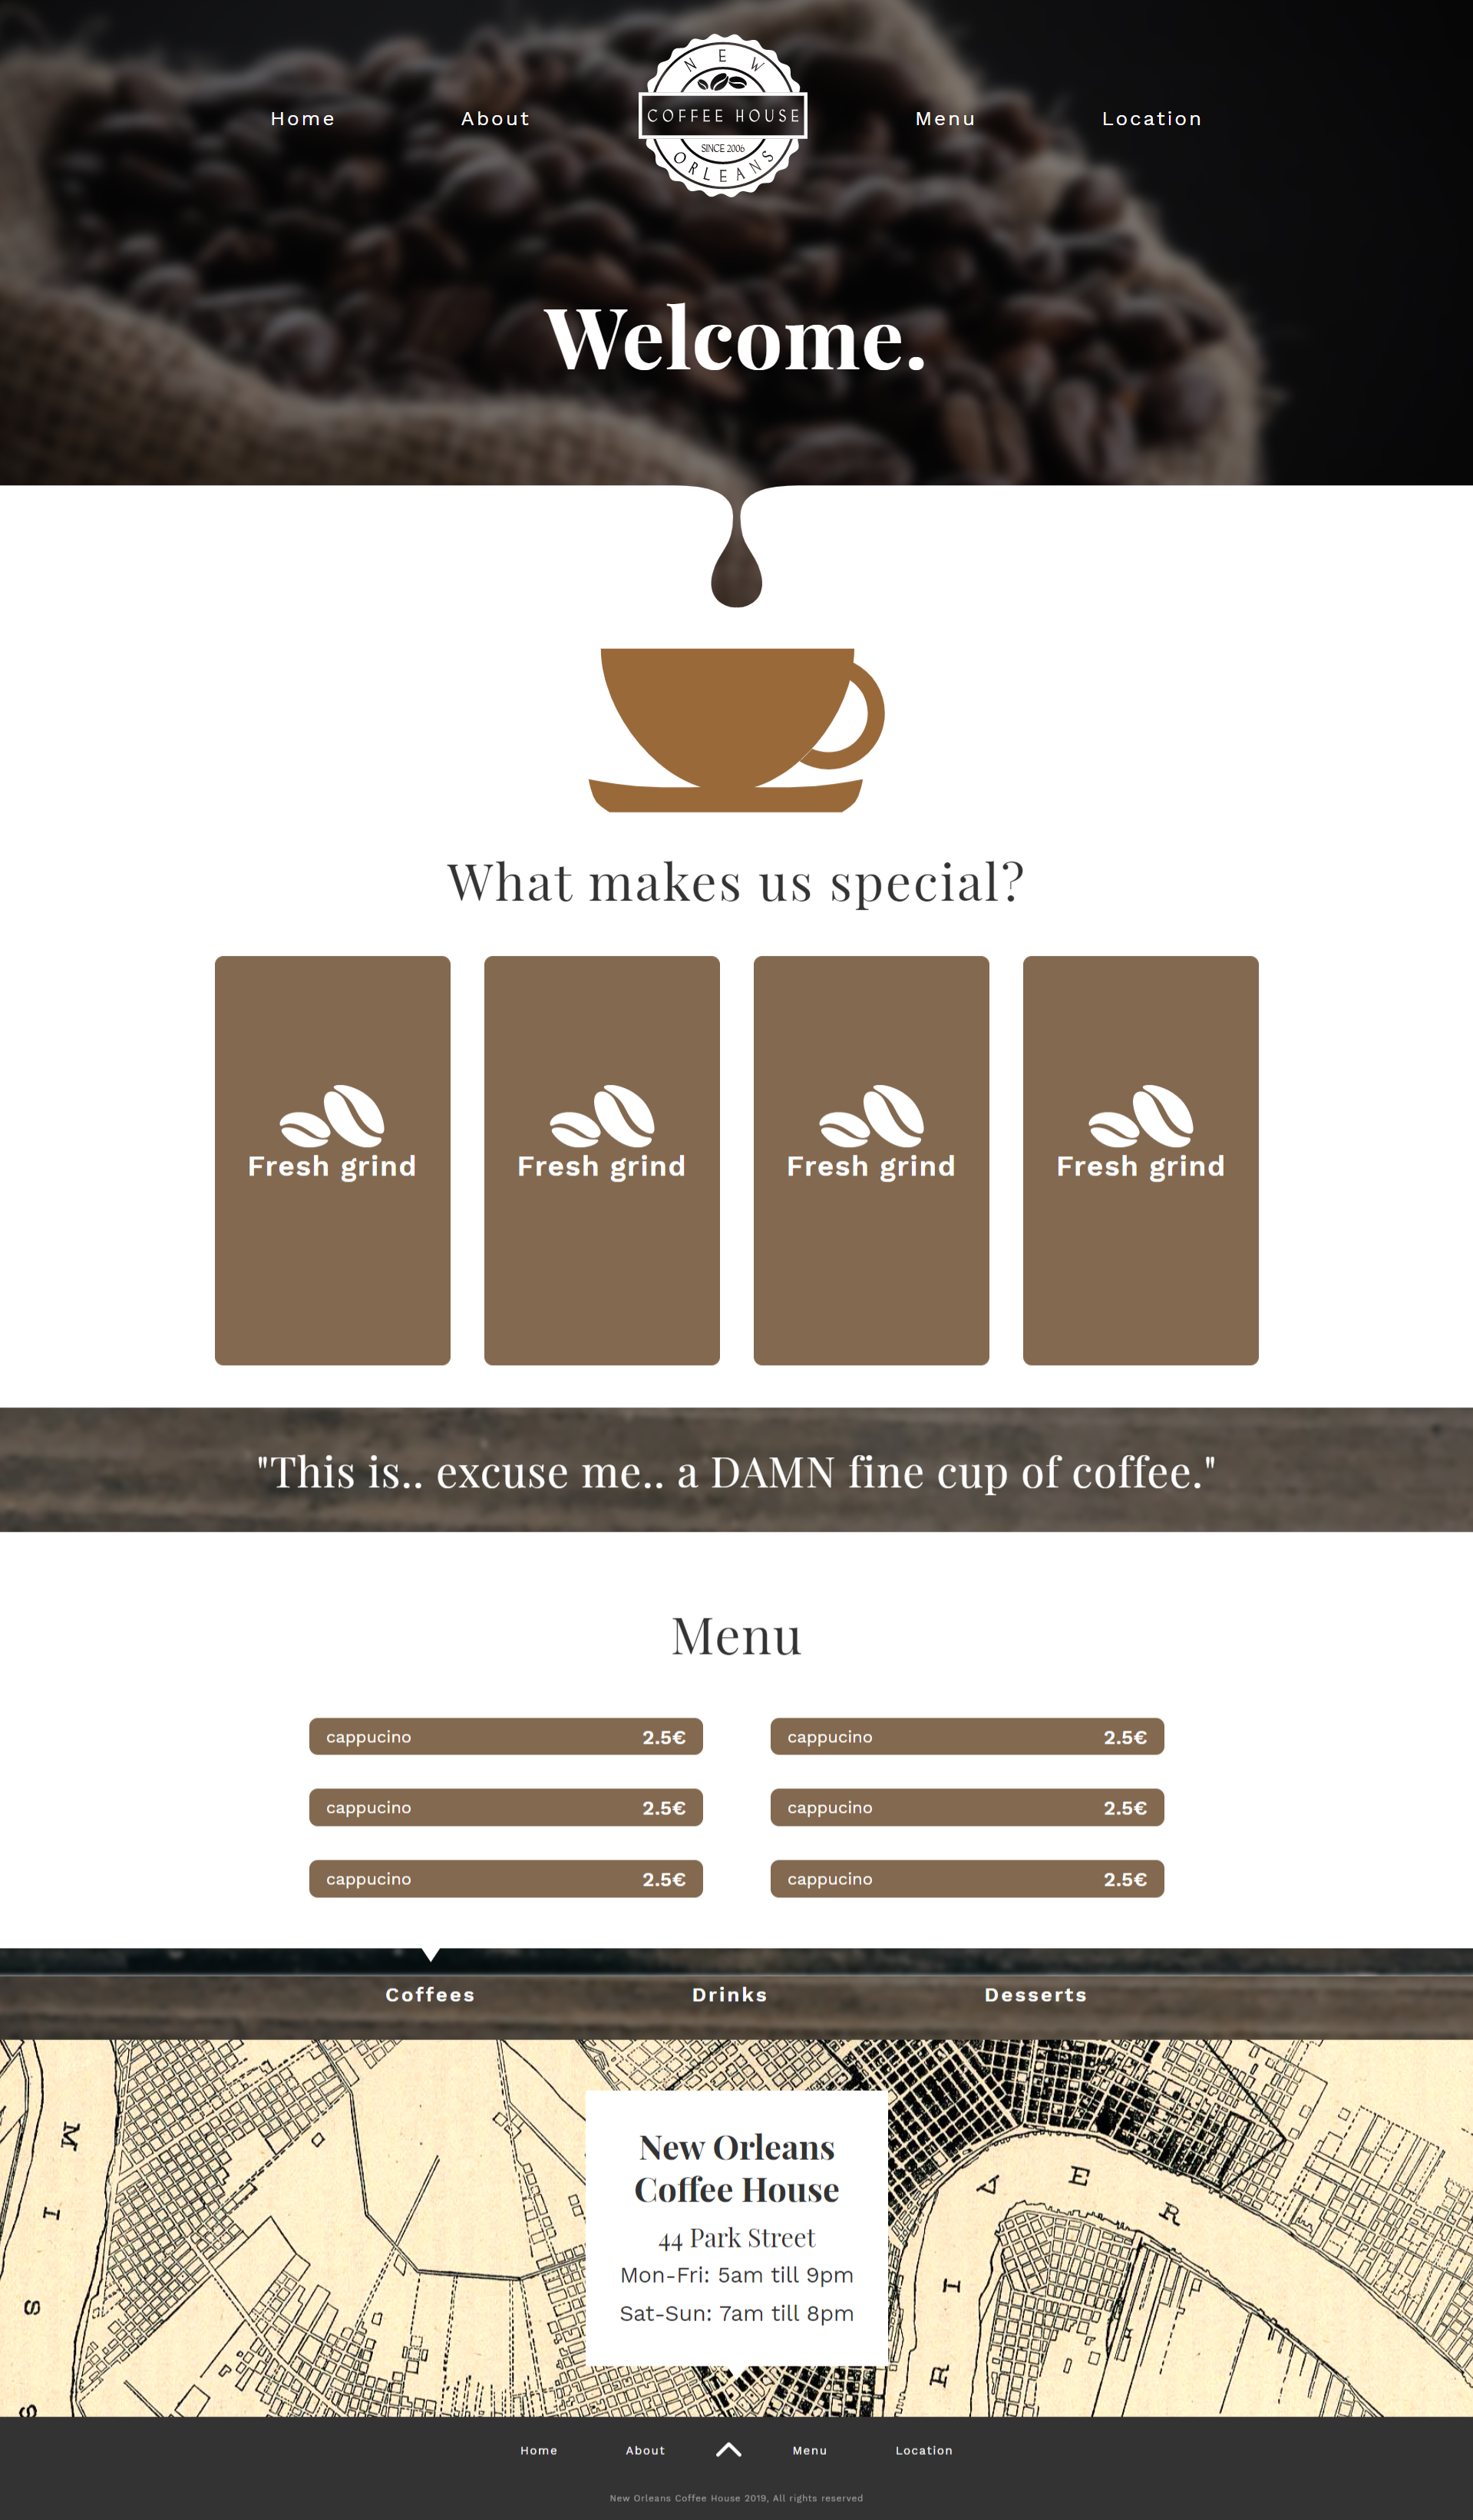 NEW
Home
About
COFFEE HOUSE
Menu
Location
SINCE 2006
ORLEANS
Welcome.
What makes us special?
Fresh grind
Fresh grind
Fresh grind
Fresh grind
"This is.. excuse me.. a DAMN fine cup of coffee."
Menu
cappucino 2.5€
cappucino 2.5€
cappucino 2.5€
cappucino 2.5€
cappucino 2.5€
cappucino 2.5€
Coffees
Drinks
Desserts
M
I
S
S
R
I
V
E
R
New Orleans
Coffee House
44 Park Street
Mon-Fri: 5am till 9pm
Sat-Sun: 7am till 8pm
Home
About
Menu
Location
New Orleans Coffee House 2019, All rights reserved